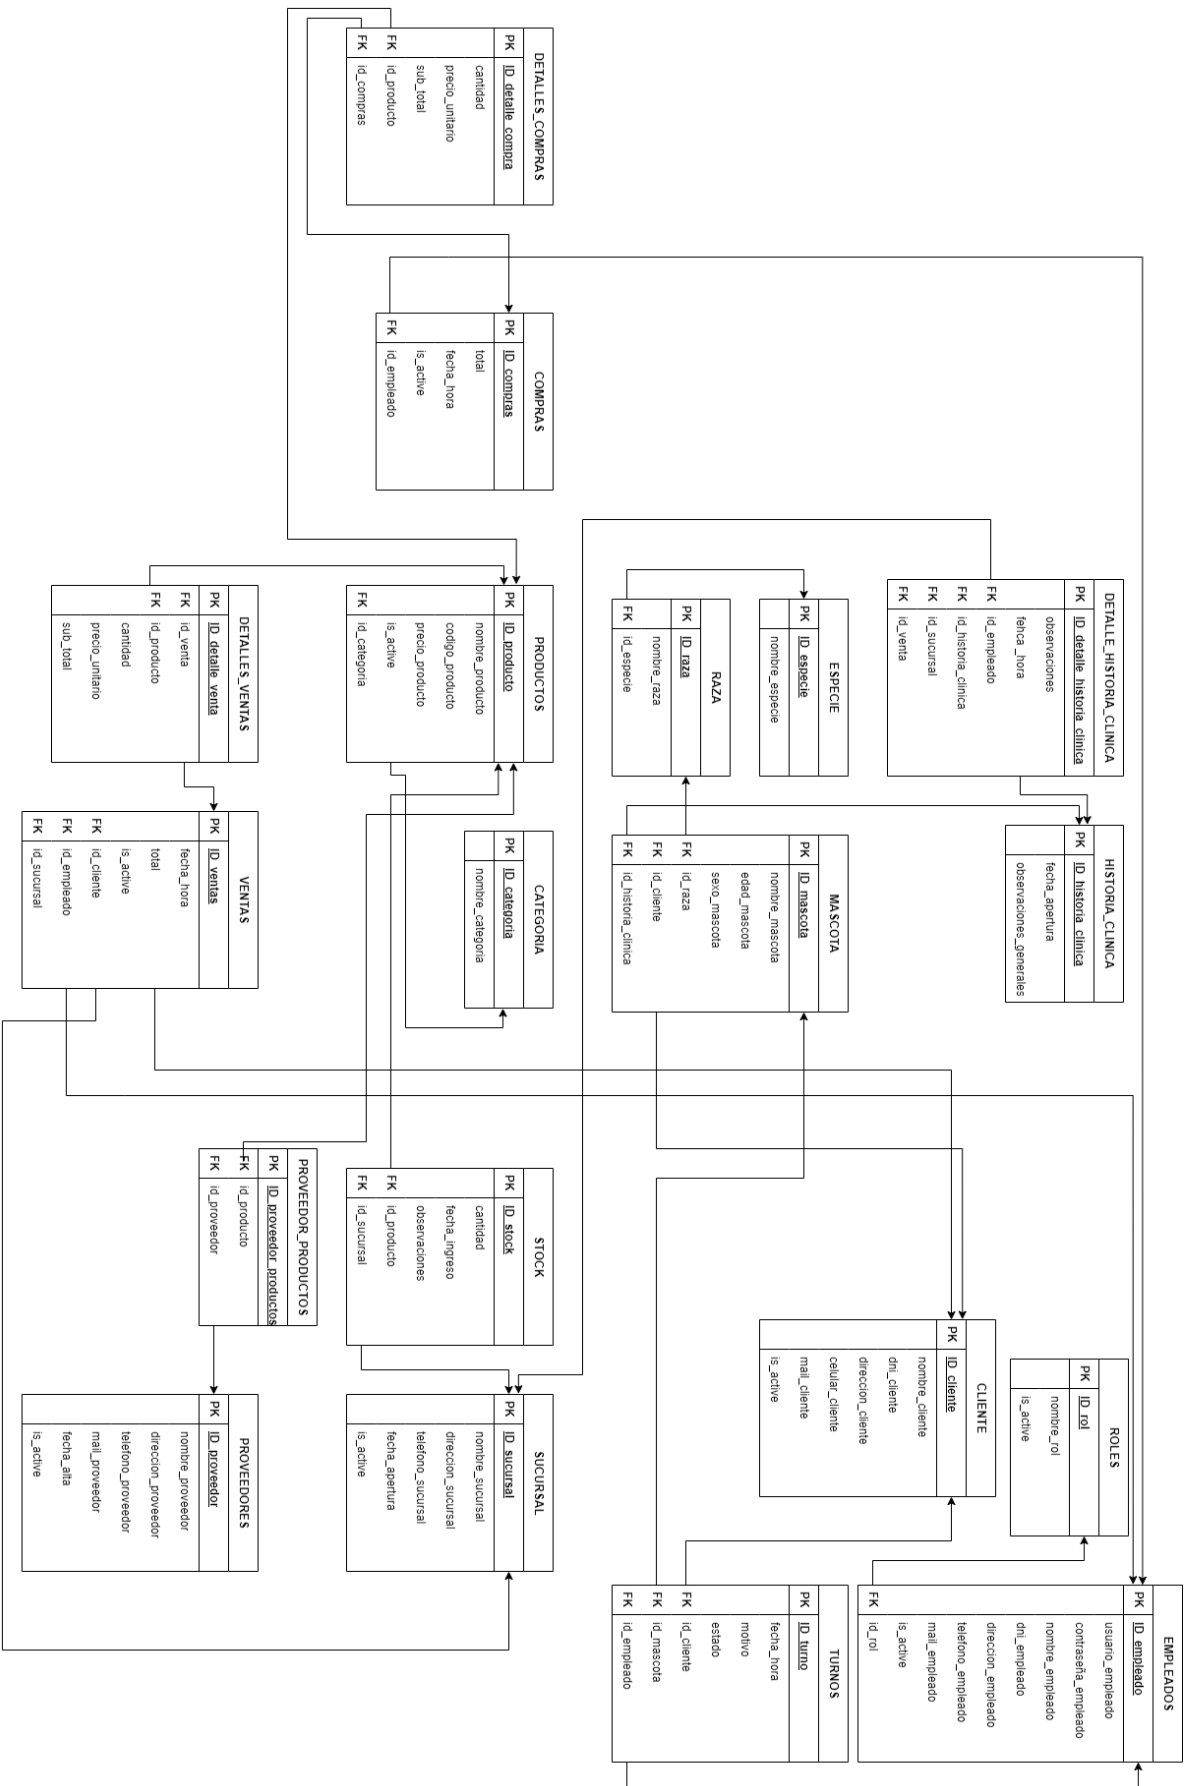 DETALLES_COMPRAS
PK ID_detalle_compra
cantidad
precio_unitario
sub_total
FK id_producto
FK id_compras
COMPRAS
PK ID_compras
total
fecha_hora
is_active
FK id_empleado
DETALLE_HISTORIA_CLINICA
PK ID_detalle_historia_clinica
observaciones
fehca _hora
FK id_empleado
FK id_historia_clinica
FK id_sucursal
FK id_venta
ESPECIE
PK ID_especie
nombre_especie
RAZA
PK ID_raza
nombre_raza
FK id_especie
PRODUCTOS
PK ID_producto
nombre_producto
codigo_producto
precio_producto
is_active
FK id_categoria
DETALLES_VENTAS
PK ID_detalle_venta
FK id_venta
FK id_producto
cantidad
precio_unitario
sub_total
HISTORIA_CLINICA
PK ID_historia_clinica
fecha_apertura
observaciones_generales
MASCOTA
PK ID_mascota
nombre_mascota
edad_mascota
sexo_mascota
FK id_raza
FK id_cliente
FK id_historia_clinica
CATEGORIA
PK ID_categoria
nombre_categoria
VENTAS
PK ID_ventas
fecha_hora
total
is_active
FK id_cliente
FK id_empleado
FK id_sucursal
PROVEEDOR_PRODUCTOS
PK ID_proveedor_productos
FK id_producto
FK id_proveedor
STOCK
PK ID_stock
cantidad
fecha_ingreso
observaciones
FK id_producto
FK id_sucursal
CLIENTE
PK ID_cliente
nombre_cliente
dni_cliente
direccion_cliente
celular_cliente
mail_cliente
is_active
ROLES
PK ID_rol
nombre_rol
is_active
SUCURSAL
PK ID_sucursal
nombre_sucursal
direccion_sucursal
telefono_sucursal
fecha_apertura
is_active
PROVEEDORES
PK ID_proveedor
nombre_proveedor
direccion_proveedor
telefono_proveedor
mail_proveedor
fecha_alta
is_active
EMPLEADOS
PK ID_empleado
usuario_empleado
contraseña_empleado
nombre_empleado
dni_empleado
direccion_empleado
telefono_empleado
mail_empleado
is_active
FK id_rol
TURNOS
PK ID_turno
fecha_hora
motivo
estado
FK id_cliente
FK id_mascota
FK id_empleado